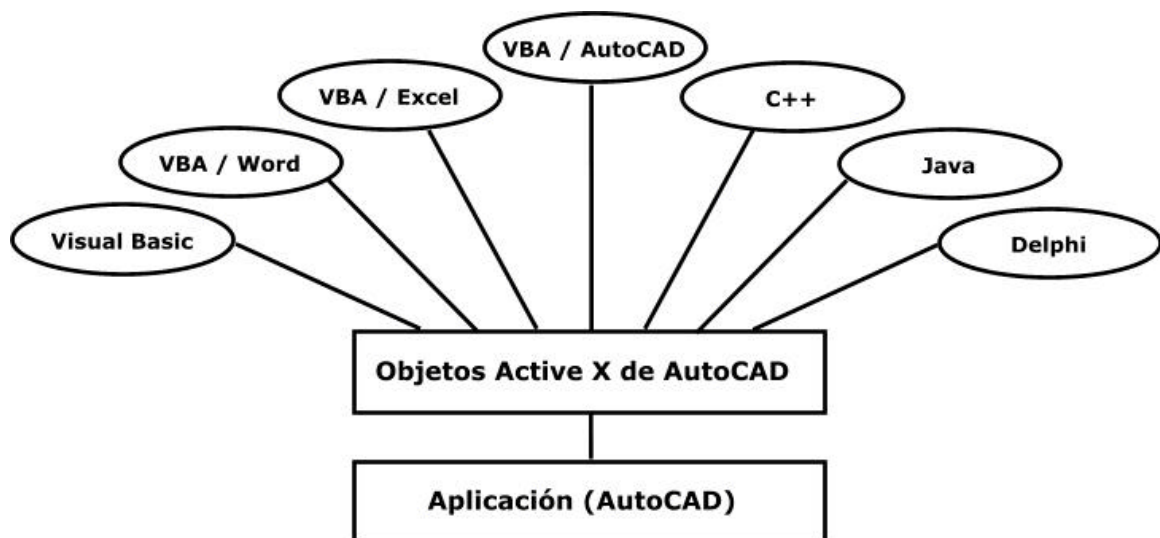 VBA / AutoCAD
VBA / Excel
C++
VBA / Word
Java
Visual Basic
Delphi
Objetos Active X de AutoCAD
Aplicación (AutoCAD)